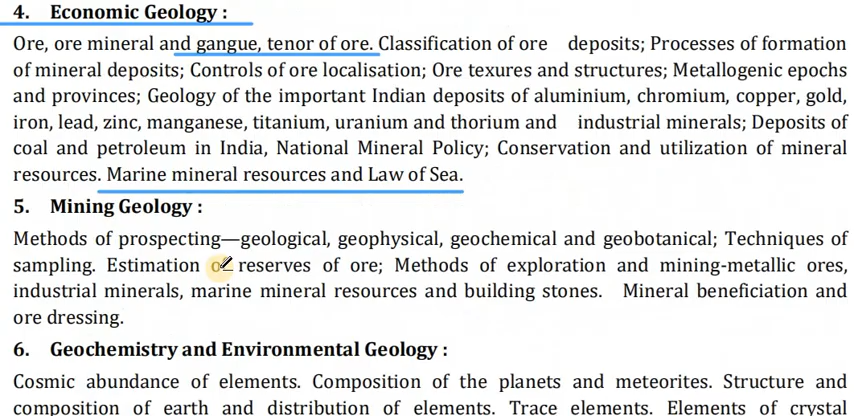 4. Economic Geology :
Ore, ore mineral and gangue, tenor of ore. Classification of ore deposits; Processes of formation
of mineral deposits; Controls of ore localisation; Ore texures and structures; Metallogenic epochs
and provinces; Geology of the important Indian deposits of aluminium, chromium, copper, gold,
iron, lead, zinc, manganese, titanium, uranium and thorium and industrial minerals; Deposits of
coal and petroleum in India, National Mineral Policy; Conservation and utilization of mineral
resources. Marine mineral resources and Law of Sea.
5. Mining Geology :
Methods of prospecting—geological, geophysical, geochemical and geobotanical; Techniques of
sampling. Estimation of reserves of ore; Methods of exploration and mining-metallic ores,
industrial minerals, marine mineral resources and building stones. Mineral beneficiation and
ore dressing.
6. Geochemistry and Environmental Geology :
Cosmic abundance of elements. Composition of the planets and meteorites. Structure and
composition of earth and distribution of elements. Trace elements. Elements of crystal